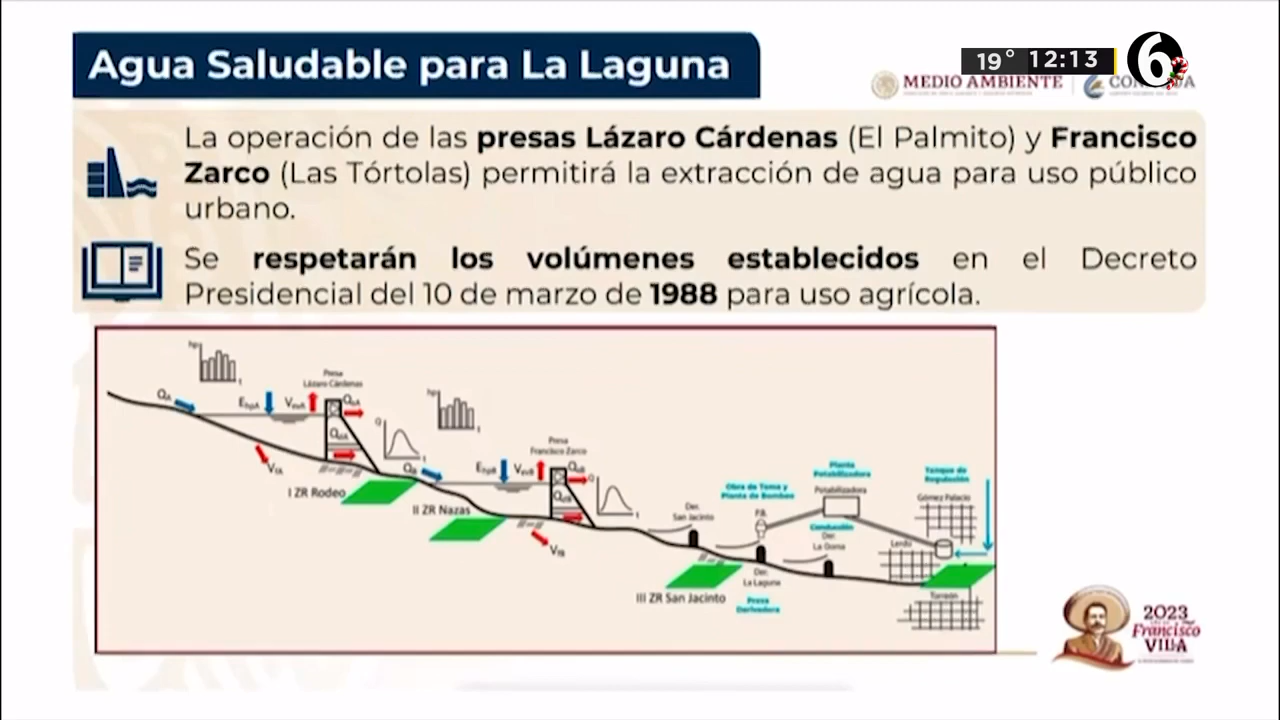 Agua Saludable para La Laguna
19° 12:13
6
MEDIO AMBIENTE
La operación de las presas Lázaro Cárdenas (El Palmito) y Francisco
Zarco (Las Tórtolas) permitirá la extracción de agua para uso público
urbano.
Se respetarán los volúmenes establecidos en el Decreto
Presidencial del 10 de marzo de 1988 para uso agrícola.
Presa
Lázaro Cárdenas
I ZR Rodeo
Presa
Francisco Zarco
II ZR Nazas
Der.
San Jacinto
III ZR San Jacinto
Obra de Toma y
Planta de Bombeo
P.B.
Der.
La Laguna
Presa
Derivadora
Planta
Potabilizadora
Potabilizadora
Conducción
Der.
La Goma
Tanque de
Regulación
Gómez Palacio
Lerdo
Torreón
2023
Francisco
VILLA